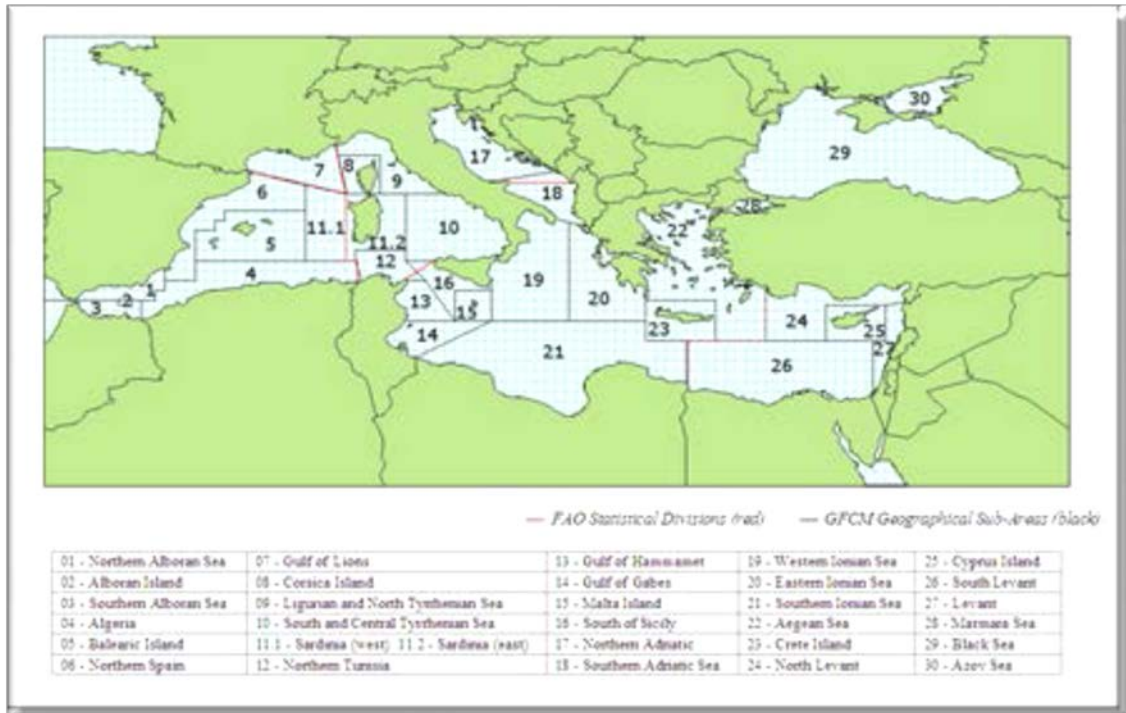 30
29
17
7 8
9
6 18
28
22
11.1 10
5 11.2
12
4
16 19
1 13 20 24
2
3 15 23 25
14 27
21
26
FAO Statistical Divisions (red) GFCM Geographical Sub-Areas (black)
01 - Northern Alboran Sea 07 - Gulf of Lions 13 - Gulf of Hammamet 19 - Western Ionian Sea 25 - Cyprus Island
02 - Alboran Island 08 - Corsica Island 14 - Gulf of Gabes 20 - Eastern Ionian Sea 26 - South Levant
03 - Southern Alboran Sea 09 - Ligurian and North Tyrrhenian Sea 15 - Malta Island 21 - Southern Ionian Sea 27 - Levant
04 - Algeria 10 - South and Central Tyrrhenian Sea 16 - South of Sicily 22 - Aegean Sea 28 - Marmara Sea
05 - Balearic Island 11.1 - Sardinia (west) 11.2 - Sardinia (east) 17 - Northern Adriatic 23 - Crete Island 29 - Black Sea
06 - Northern Spain 12 - Northern Tunisia 18 - Southern Adriatic Sea 24 - North Levant 30 - Azov Sea